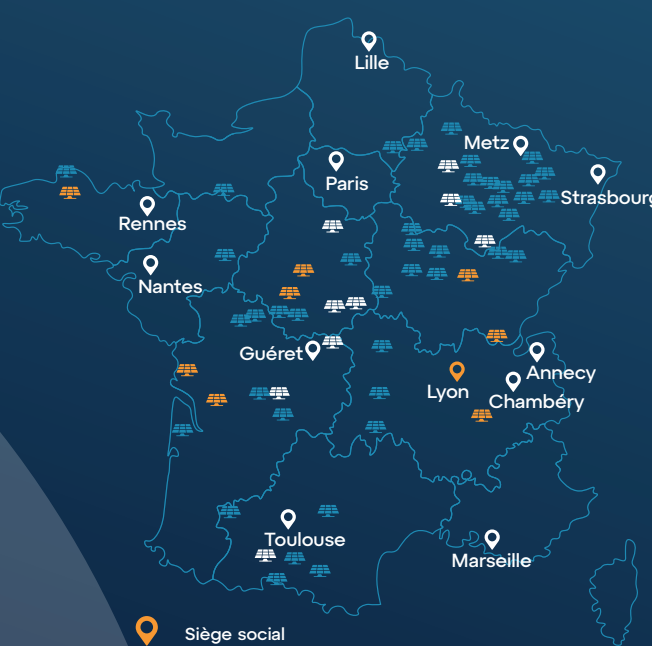 Lille
Metz
Paris
Strasbourg
Rennes
Nantes
Guéret
Annecy
Lyon
Chambéry
Toulouse
Marseille
Siège social